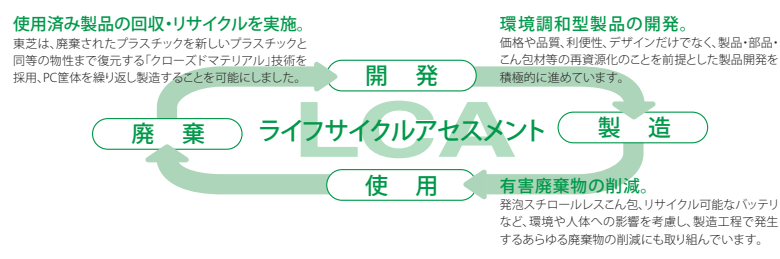 使用済み製品の回収・リサイクルを実施。
東芝は、廃棄されたプラスチックを新しいプラスチックと
同等の物性まで復元する「クローズドマテリアル」技術を
採用、PC筐体を繰り返し製造することを可能にしました。
環境調和型製品の開発。
価格や品質、利便性、デザインだけでなく、製品・部品・
こん包材等の再資源化のことを前提とした製品開発を
積極的に進めています。
開 発
廃 棄
LCA
ライフサイクルアセスメント
製 造
使 用
有害廃棄物の削減。
発泡スチロールレスこん包、リサイクル可能なバッテリ
など、環境や人体への影響を考慮し、製造工程で発生
するあらゆる廃棄物の削減にも取り組んでいます。